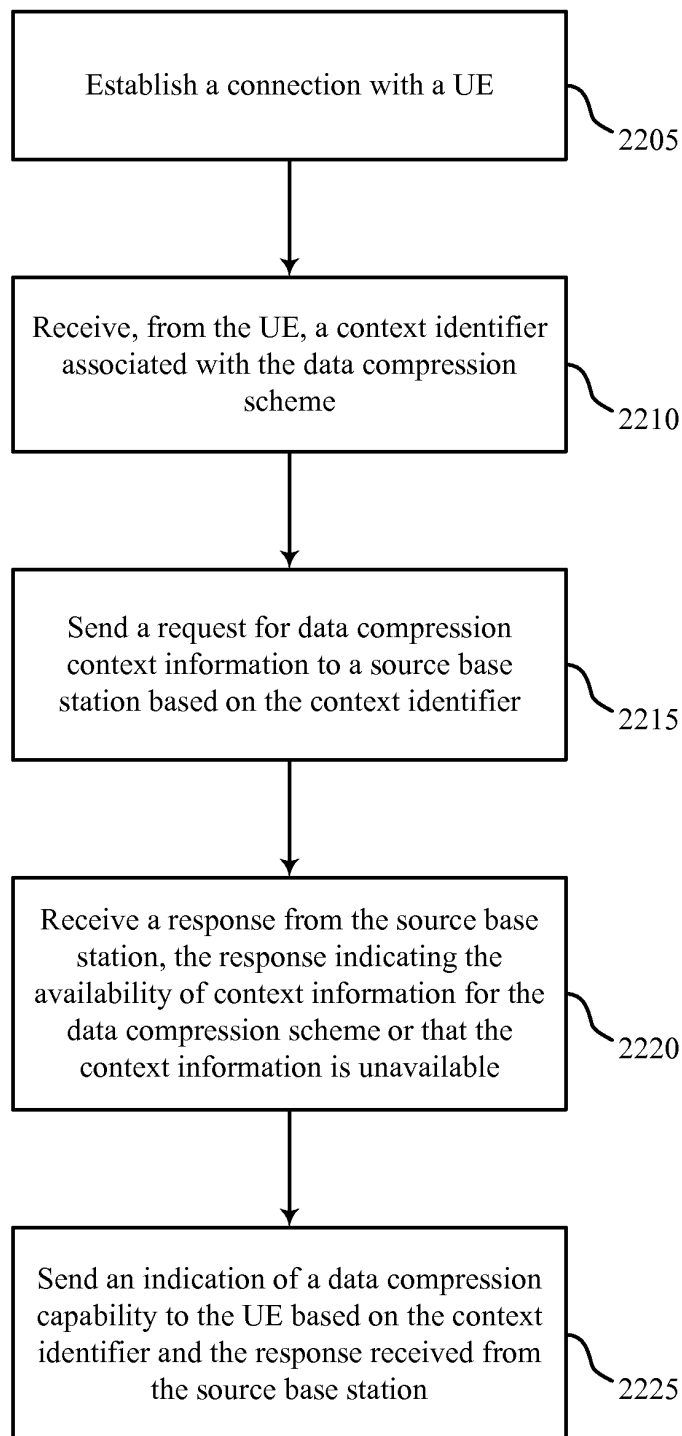 Establish a connection with a UE
2205
Receive, from the UE, a context identifier
associated with the data compression
scheme
2210
Send a request for data compression
context information to a source base
station based on the context identifier
2215
Receive a response from the source base
station, the response indicating the
availability of context information for the
data compression scheme or that the
context information is unavailable
2220
Send an indication of a data compression
capability to the UE based on the context
identifier and the response received from
the source base station
2225